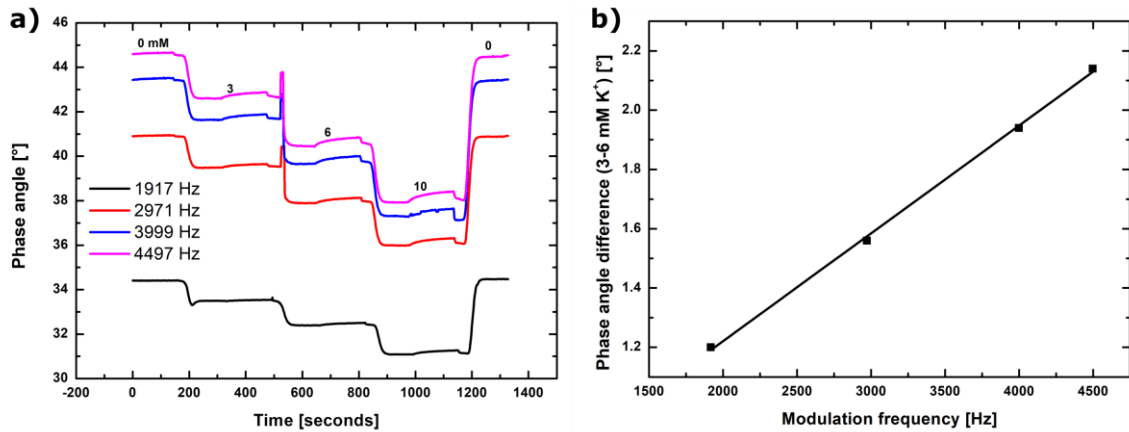 a)
46
44
42
40
38
36
34
32
30
Phase angle [°]
0 mM
3
6
10
0
1917 Hz
2971 Hz
3999 Hz
4497 Hz
-200 0 200 400 600 800 1000 1200 1400
Time [seconds]
b)
2.2
2.0
1.8
1.6
1.4
1.2
Phase angle difference (3-6 mM K⁺) [°]
1500 2000 2500 3000 3500 4000 4500
Modulation frequency [Hz]